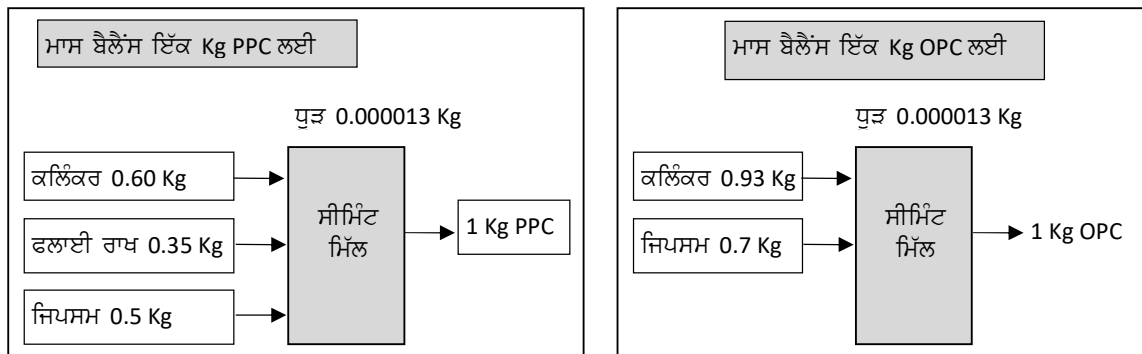 ਮਾਸ ਬੈਲੈਂਸ ਇੱਕ Kg PPC ਲਈ
ਧੂੜ 0.000013 Kg
ਕਲਿੰਕਰ 0.60 Kg
ਫਲਾਈ ਰਾਖ 0.35 Kg
ਜਿਪਸਮ 0.5 Kg
ਸੀਮਿੰਟ
ਮਿੱਲ
1 Kg PPC
ਮਾਸ ਬੈਲੈਂਸ ਇੱਕ Kg OPC ਲਈ
ਧੂੜ 0.000013 Kg
ਕਲਿੰਕਰ 0.93 Kg
ਜਿਪਸਮ 0.7 Kg
ਸੀਮਿੰਟ
ਮਿੱਲ
1 Kg OPC